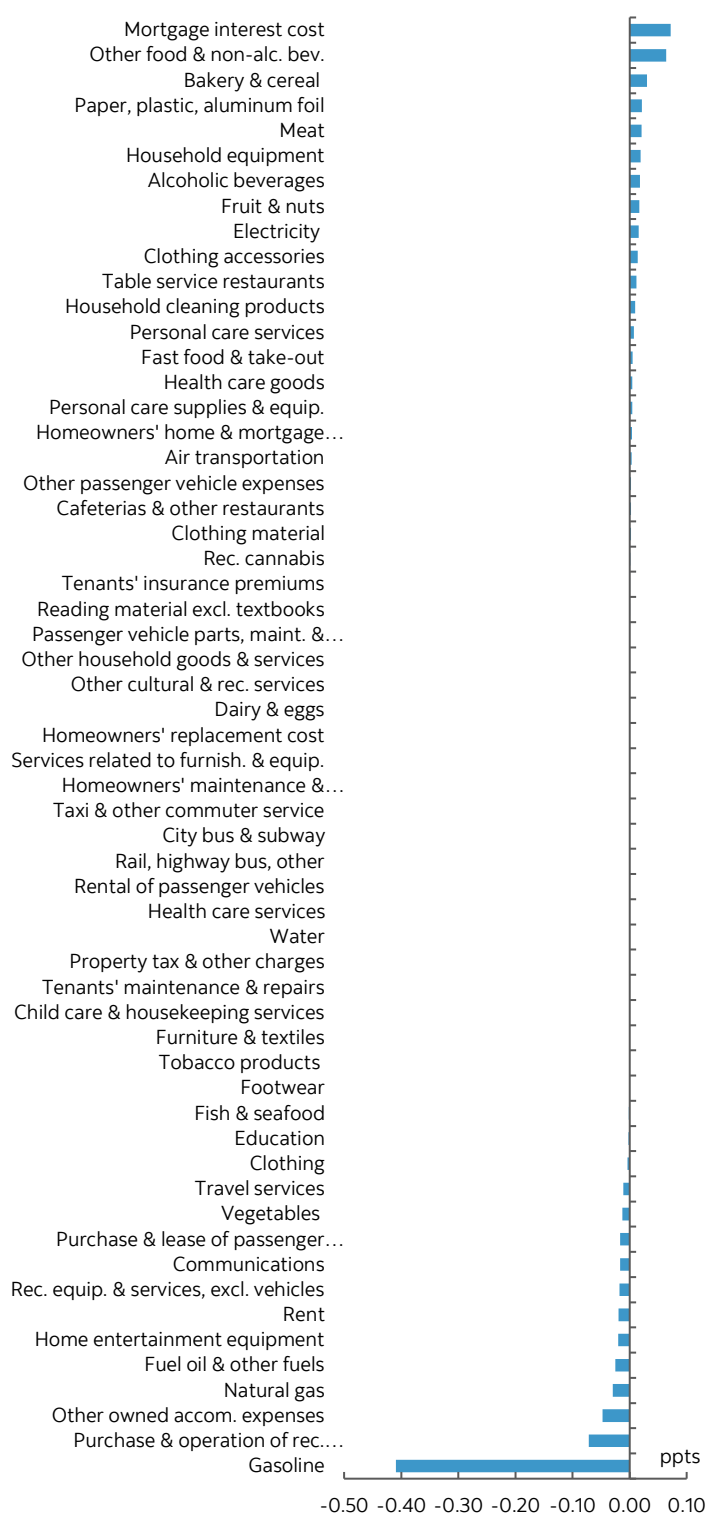 Mortgage interest cost
Other food & non-alc. bev.
Bakery & cereal
Paper, plastic, aluminum foil
Meat
Household equipment
Alcoholic beverages
Fruit & nuts
Electricity
Clothing accessories
Table service restaurants
Household cleaning products
Personal care services
Fast food & take-out
Health care goods
Personal care supplies & equip.
Homeowners' home & mortgage…
Air transportation
Other passenger vehicle expenses
Cafeterias & other restaurants
Clothing material
Rec. cannabis
Tenants' insurance premiums
Reading material excl. textbooks
Passenger vehicle parts, maint. &…
Other household goods & services
Other cultural & rec. services
Dairy & eggs
Homeowners' replacement cost
Services related to furnish. & equip.
Homeowners' maintenance &…
Taxi & other commuter service
City bus & subway
Rail, highway bus, other
Rental of passenger vehicles
Health care services
Water
Property tax & other charges
Tenants' maintenance & repairs
Child care & housekeeping services
Furniture & textiles
Tobacco products
Footwear
Fish & seafood
Education
Clothing
Travel services
Vegetables
Purchase & lease of passenger…
Communications
Rec. equip. & services, excl. vehicles
Rent
Home entertainment equipment
Fuel oil & other fuels
Natural gas
Other owned accom. expenses
Purchase & operation of rec.…
Gasoline
ppts
-0.50 -0.40 -0.30 -0.20 -0.10 0.00 0.10